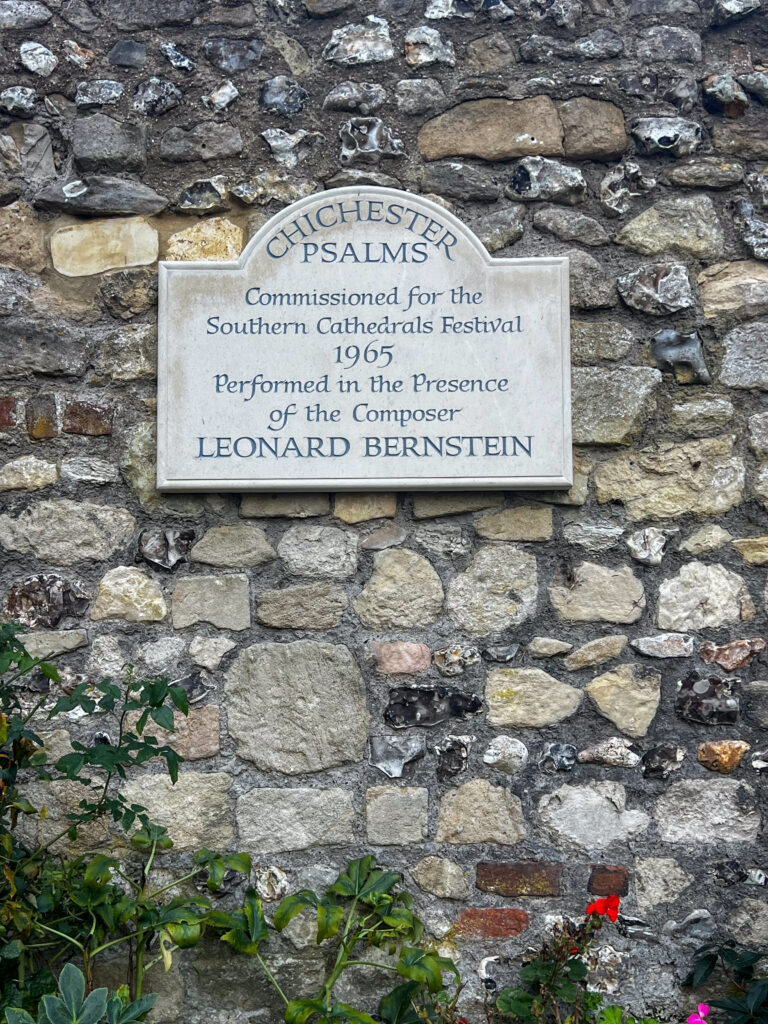 CHICHESTER
PSALMS
Commissioned for the
Southern Cathedrals Festival
1965
Performed in the Presence
of the Composer
LEONARD BERNSTEIN